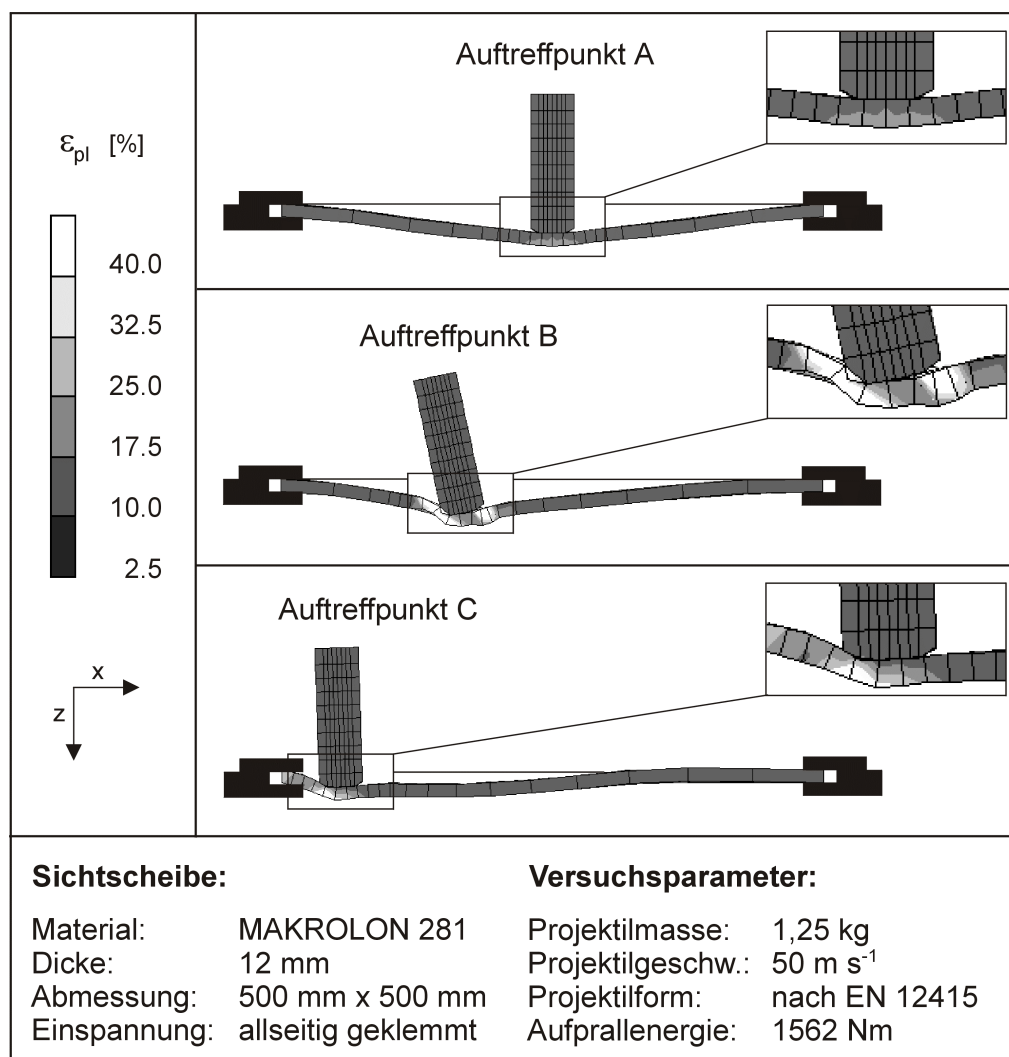 εpl [%]
40.0
32.5
25.0
17.5
10.0
2.5
x
z
Auftreffpunkt A
Auftreffpunkt B
Auftreffpunkt C
Sichtscheibe:
Material: MAKROLON 281
Dicke: 12 mm
Abmessung: 500 mm x 500 mm
Einspannung: allseitig geklemmt
Versuchsparameter:
Projektilmasse: 1,25 kg
Projektilgeschw.: 50 m s⁻¹
Projektilform: nach EN 12415
Aufprallenergie: 1562 Nm